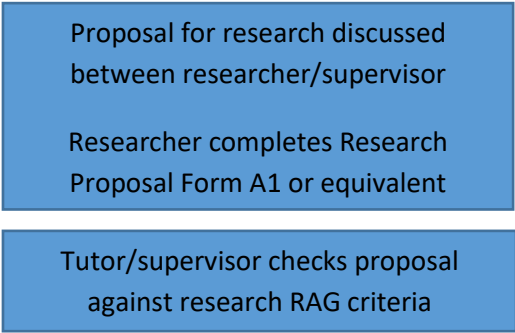 Proposal for research discussed
between researcher/supervisor
Researcher completes Research
Proposal Form A1 or equivalent
Tutor/supervisor checks proposal
against research RAG criteria